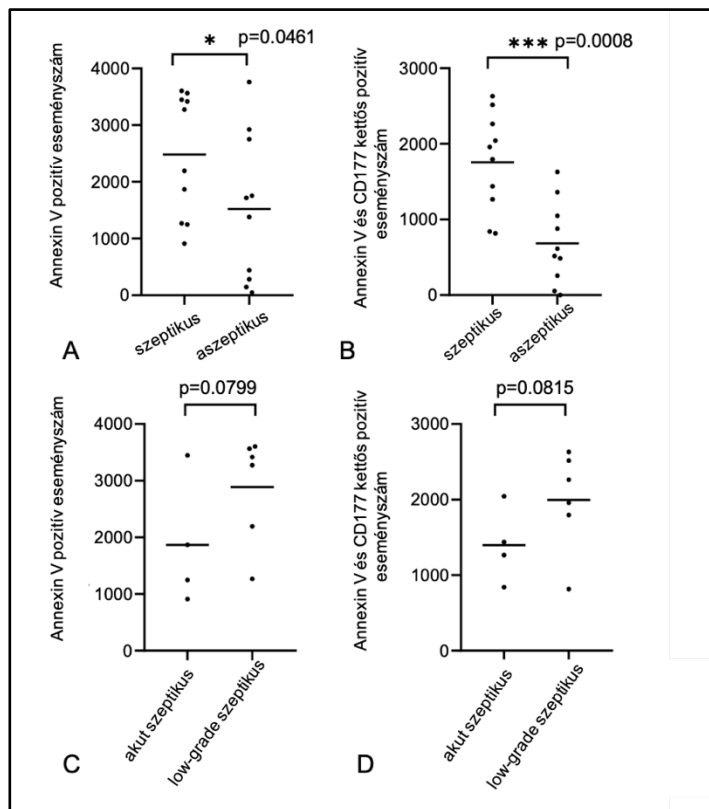 * p=0.0461
Annexin V pozitív eseményszám
4000
3000
2000
1000
0
szeptikus
aszeptikus
A
*** p=0.0008
Annexin V és CD177 kettős pozitív
eseményszám
3000
2000
1000
0
szeptikus
aszeptikus
B
p=0.0799
Annexin V pozitív eseményszám
4000
3000
2000
1000
0
akut szeptikus
low-grade szeptikus
C
p=0.0815
Annexin V és CD177 kettős pozitív
eseményszám
3000
2000
1000
0
akut szeptikus
low-grade szeptikus
D